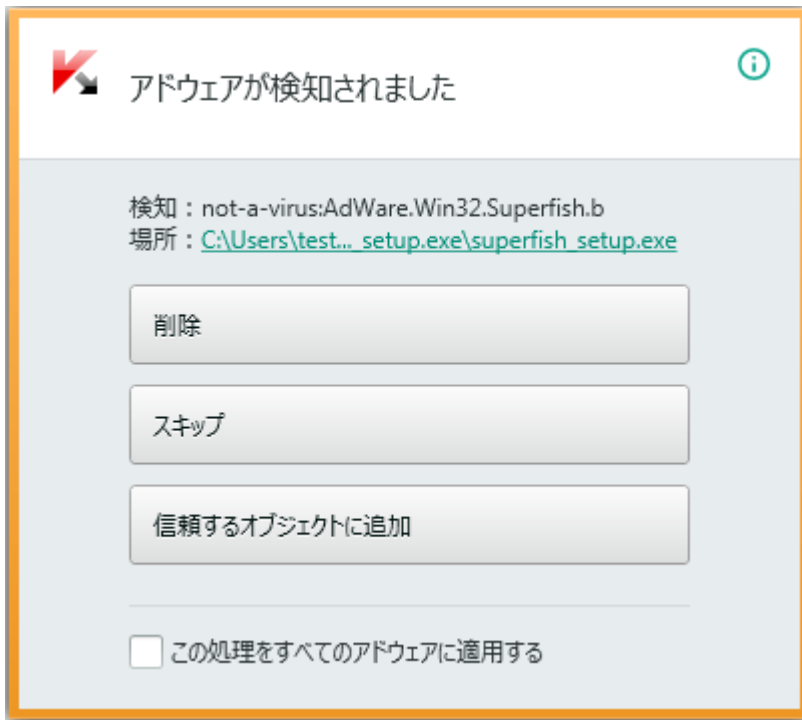 アドウェアが検知されました
検知：not-a-virus:AdWare.Win32.Superfish.b
場所：C:\Users\test..._setup.exe\superfish_setup.exe
削除
スキップ
信頼するオブジェクトに追加
この処理をすべてのアドウェアに適用する